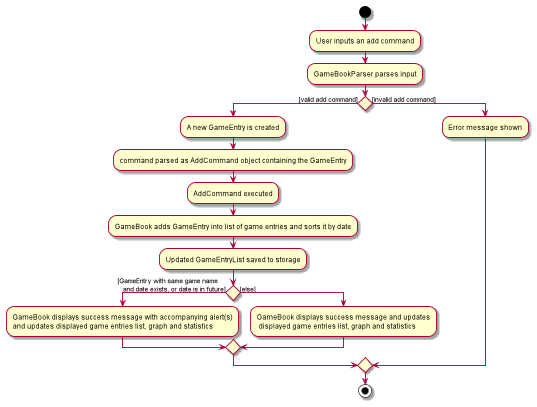 User inputs an add command
GameBookParser parses input
[valid add command]
[invalid add command]
A new GameEntry is created
Error message shown
command parsed as AddCommand object containing the GameEntry
AddCommand executed
GameBook adds GameEntry into list of game entries and sorts it by date
Updated GameEntryList saved to storage
[GameEntry with same game name
and date exists, or date is in future]
[else]
GameBook displays success message with accompanying alert(s)
and updates displayed game entries list, graph and statistics
GameBook displays success message and updates
displayed game entries list, graph and statistics